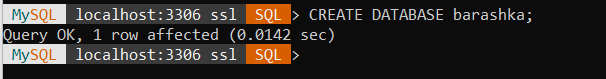 MySQL localhost:3306 ssl SQL > CREATE DATABASE barashka;
Query OK, 1 row affected (0.0142 sec)
MySQL localhost:3306 ssl SQL >